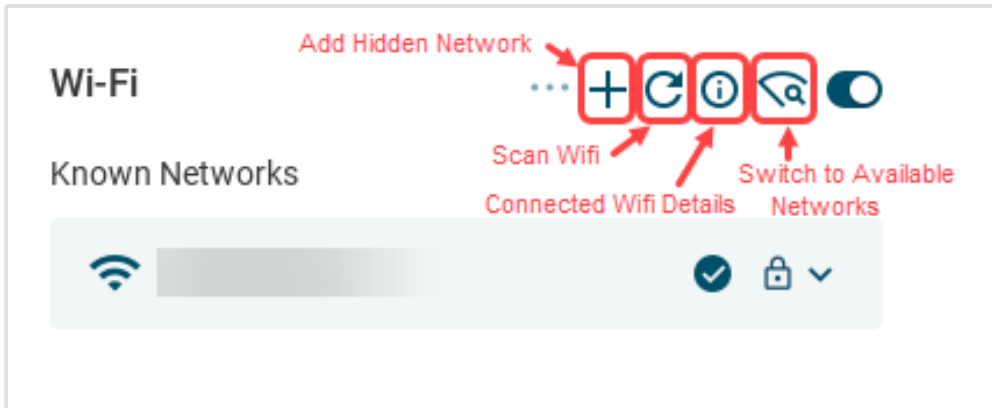 Add Hidden Network
Wi-Fi
Scan Wifi
Switch to Available
Networks
Known Networks
Connected Wifi Details